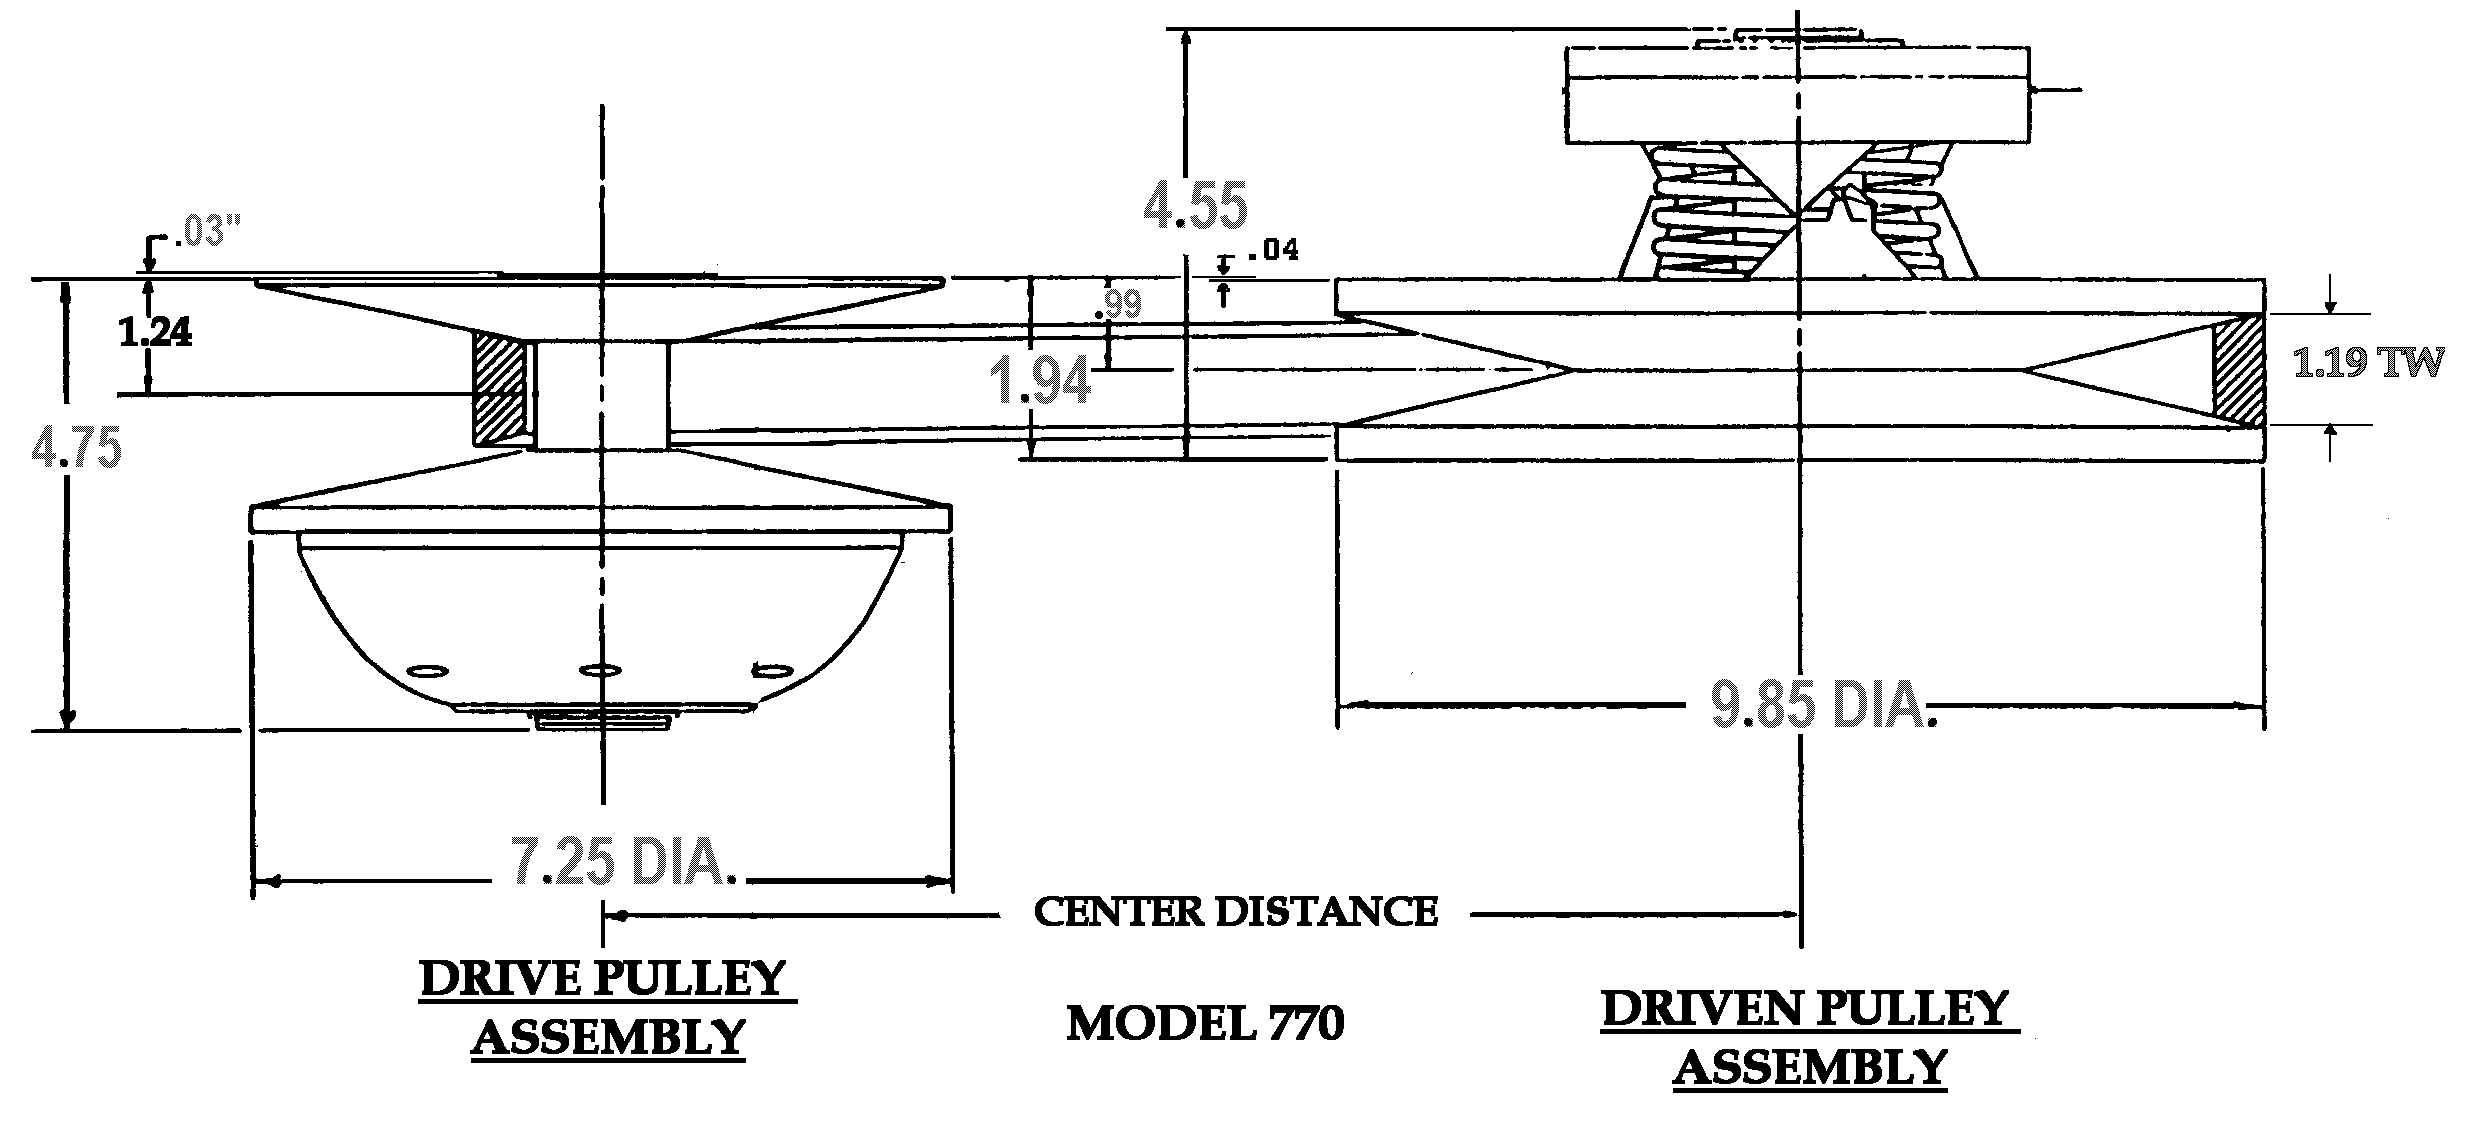 4.55
.03"
.04
.99
1.24
1.94
1.19 TW
4.75
9.85 DIA.
7.25 DIA.
CENTER DISTANCE
DRIVE PULLEY
ASSEMBLY
MODEL 770
DRIVEN PULLEY
ASSEMBLY